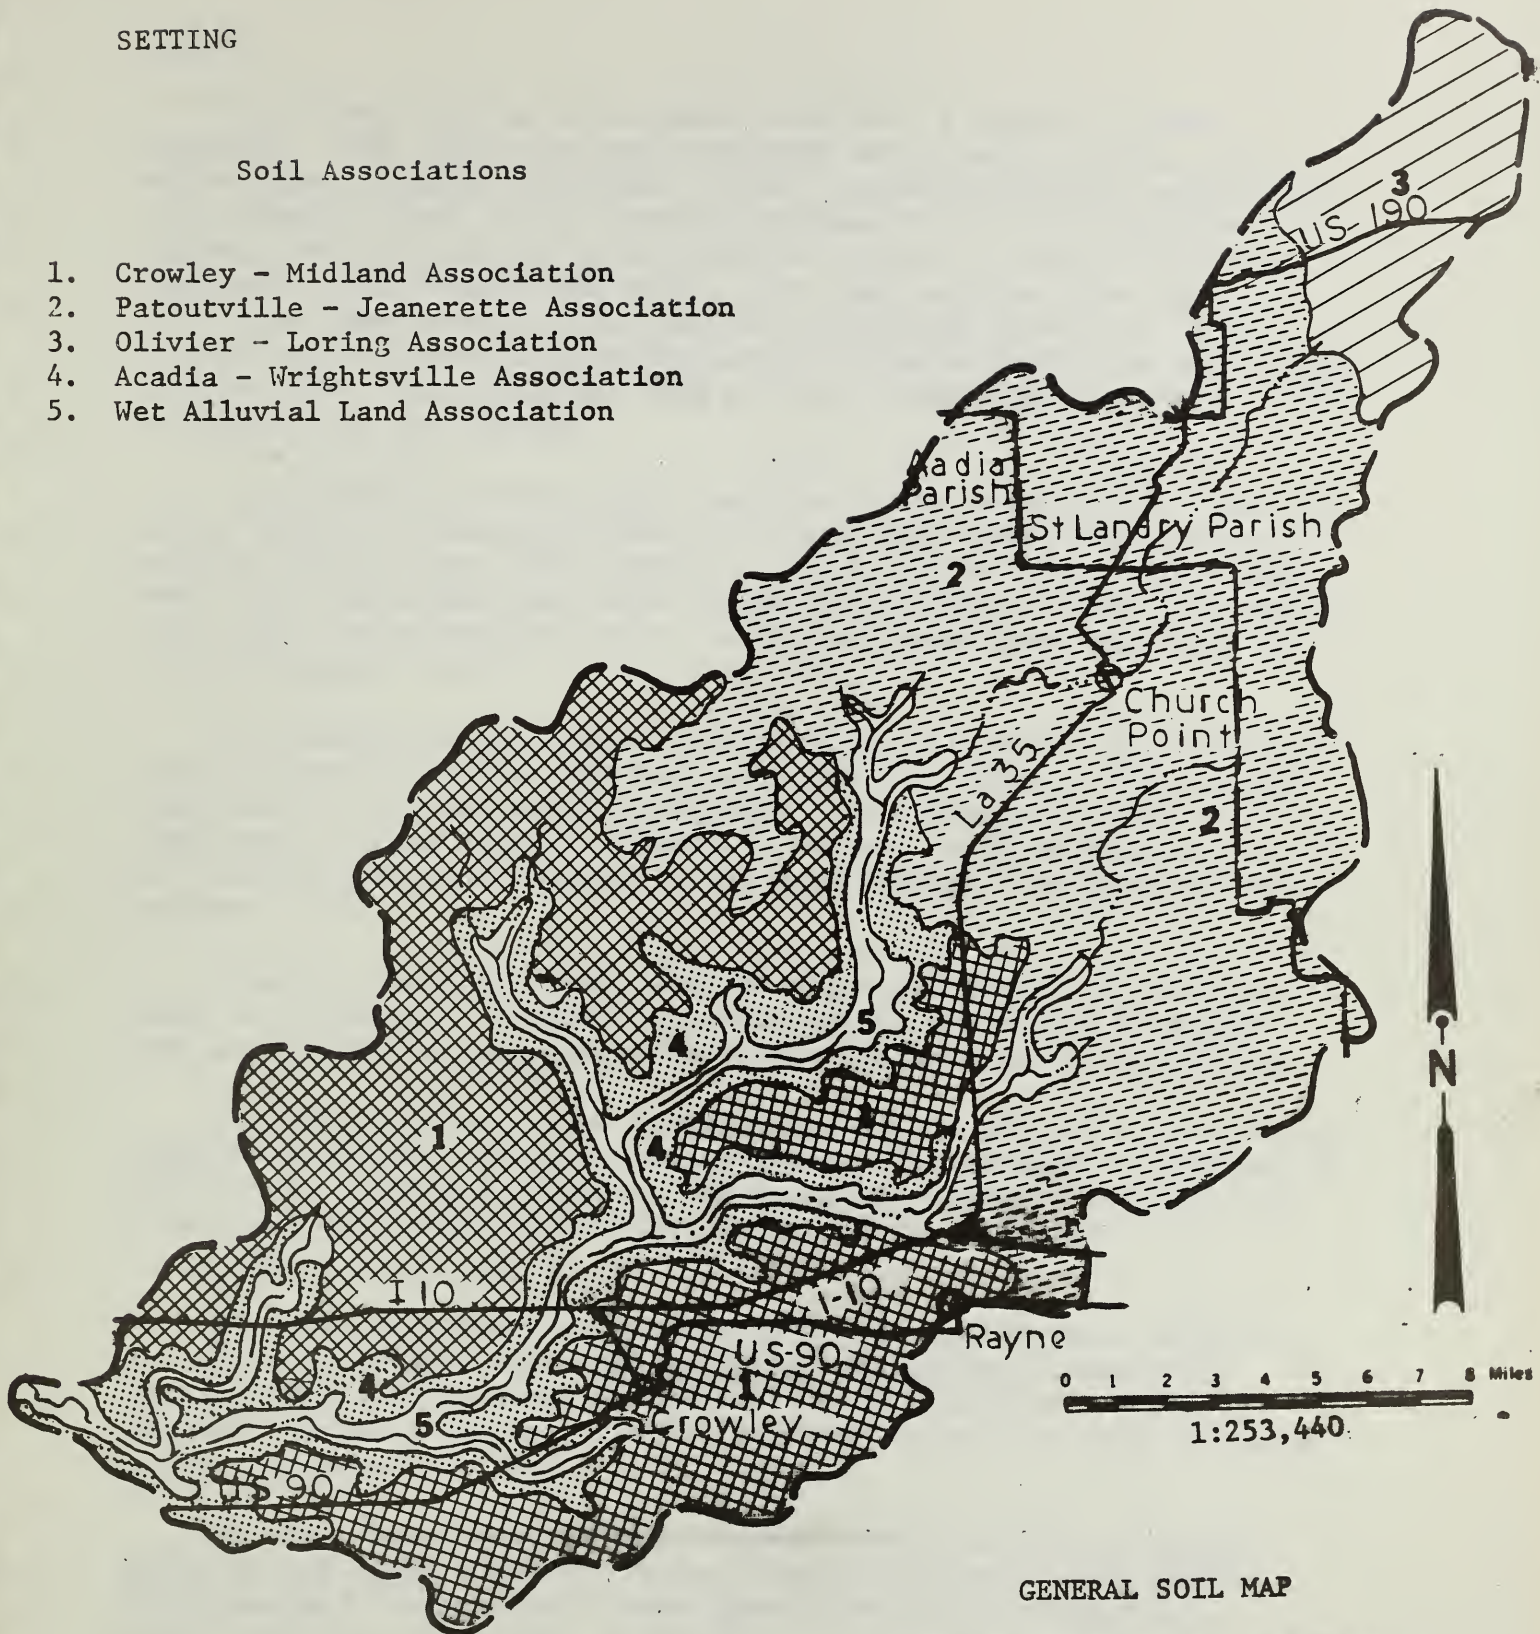 SETTING
Soil Associations
1. Crowley - Midland Association
2. Patoutville - Jeanerette Association
3. Olivier - Loring Association
4. Acadia - Wrightsville Association
5. Wet Alluvial Land Association
3
US-190
Aadia
Parish
St Landry Parish
2
Church
Point
La 35
2
5
4
1
1
4
N
I 10
I-10
Rayne
US-90
1
4
5
Crowley
US 90
0 1 2 3 4 5 6 7 8 Miles
1:253,440
GENERAL SOIL MAP